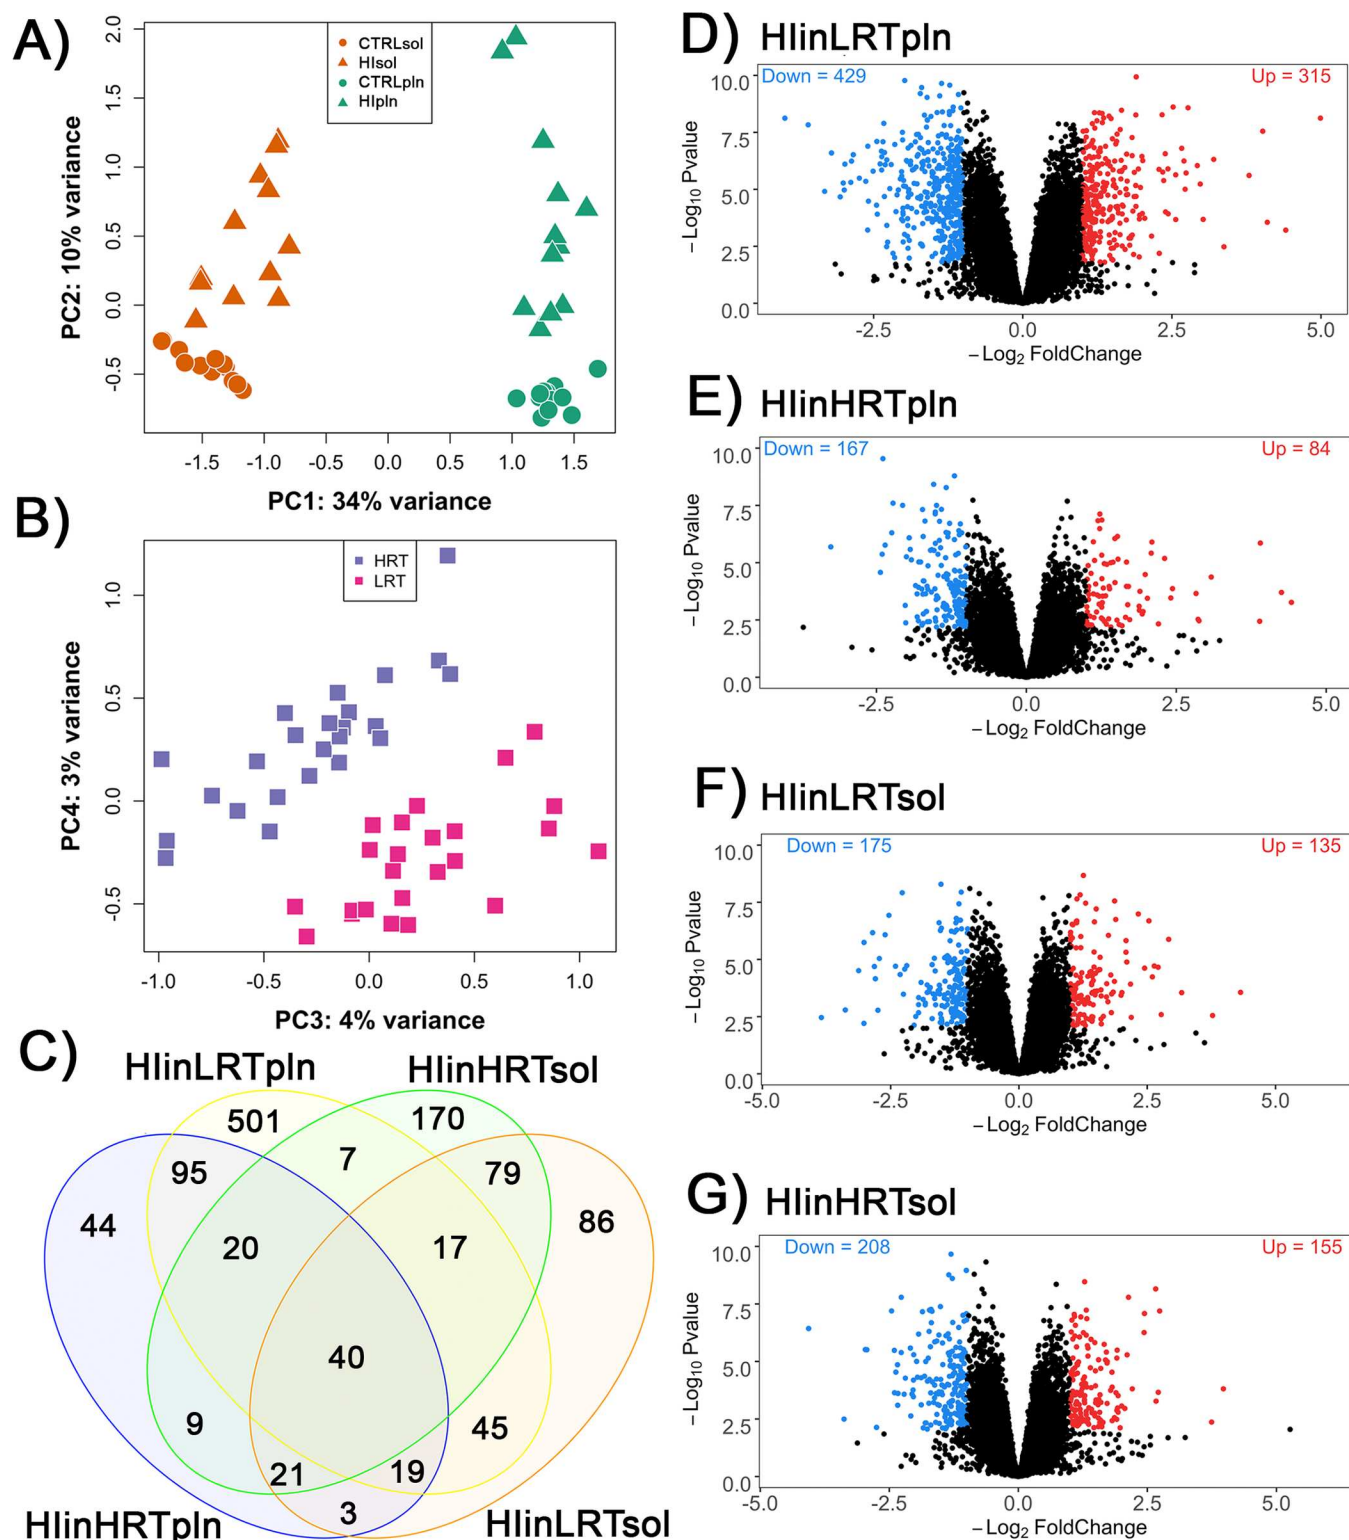 A)
2.0
1.5
1.0
0.5
0.0
-0.5
PC2: 10% variance
CTRLsol
HIsol
CTRLpln
HIpln
-1.5 -1.0 -0.5 0.0 0.5 1.0 1.5
PC1: 34% variance
B)
1.0
0.5
0.0
-0.5
PC4: 3% variance
HRT
LRT
-1.0 -0.5 0.0 0.5 1.0
PC3: 4% variance
C)
HIinLRTpln HIinHRTsol
501 170
7
95 79
44 86
20 17
40
9 45
21 19
3
HIinHRTpln HIinLRTsol
D) HIinLRTpln
Down = 429 Up = 315
10.0
7.5
5.0
2.5
0.0
−Log10 Pvalue
-2.5 0.0 2.5 5.0
−Log2 FoldChange
E) HIinHRTpln
Down = 167 Up = 84
10.0
7.5
5.0
2.5
0.0
−Log10 Pvalue
-2.5 0.0 2.5 5.0
−Log2 FoldChange
F) HIinLRTsol
Down = 175 Up = 135
10.0
7.5
5.0
2.5
0.0
−Log10 Pvalue
-5.0 -2.5 0.0 2.5 5.0
−Log2 FoldChange
G) HIinHRTsol
Down = 208 Up = 155
10.0
7.5
5.0
2.5
0.0
−Log10 Pvalue
-5.0 -2.5 0.0 2.5 5.0
−Log2 FoldChange